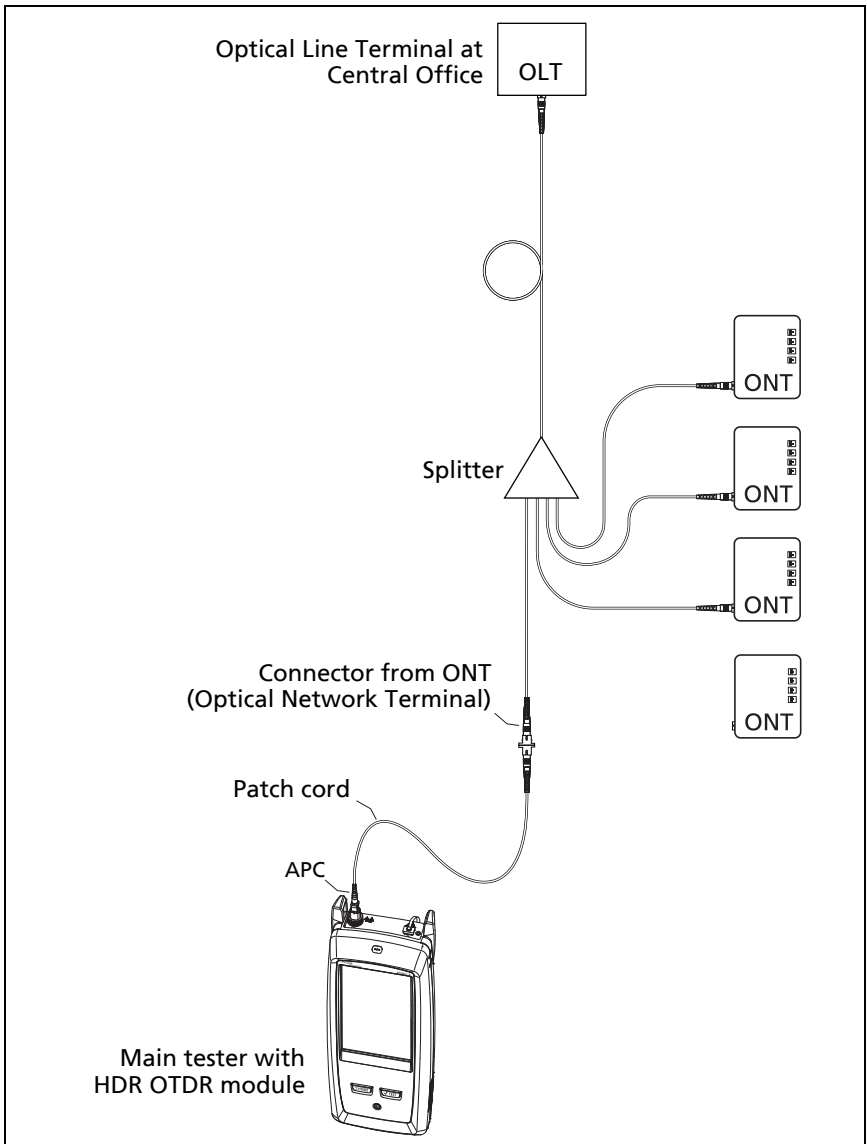 Optical Line Terminal at
Central Office
OLT
ONT
Splitter
ONT
ONT
Connector from ONT
(Optical Network Terminal)
ONT
Patch cord
APC
Main tester with
HDR OTDR module